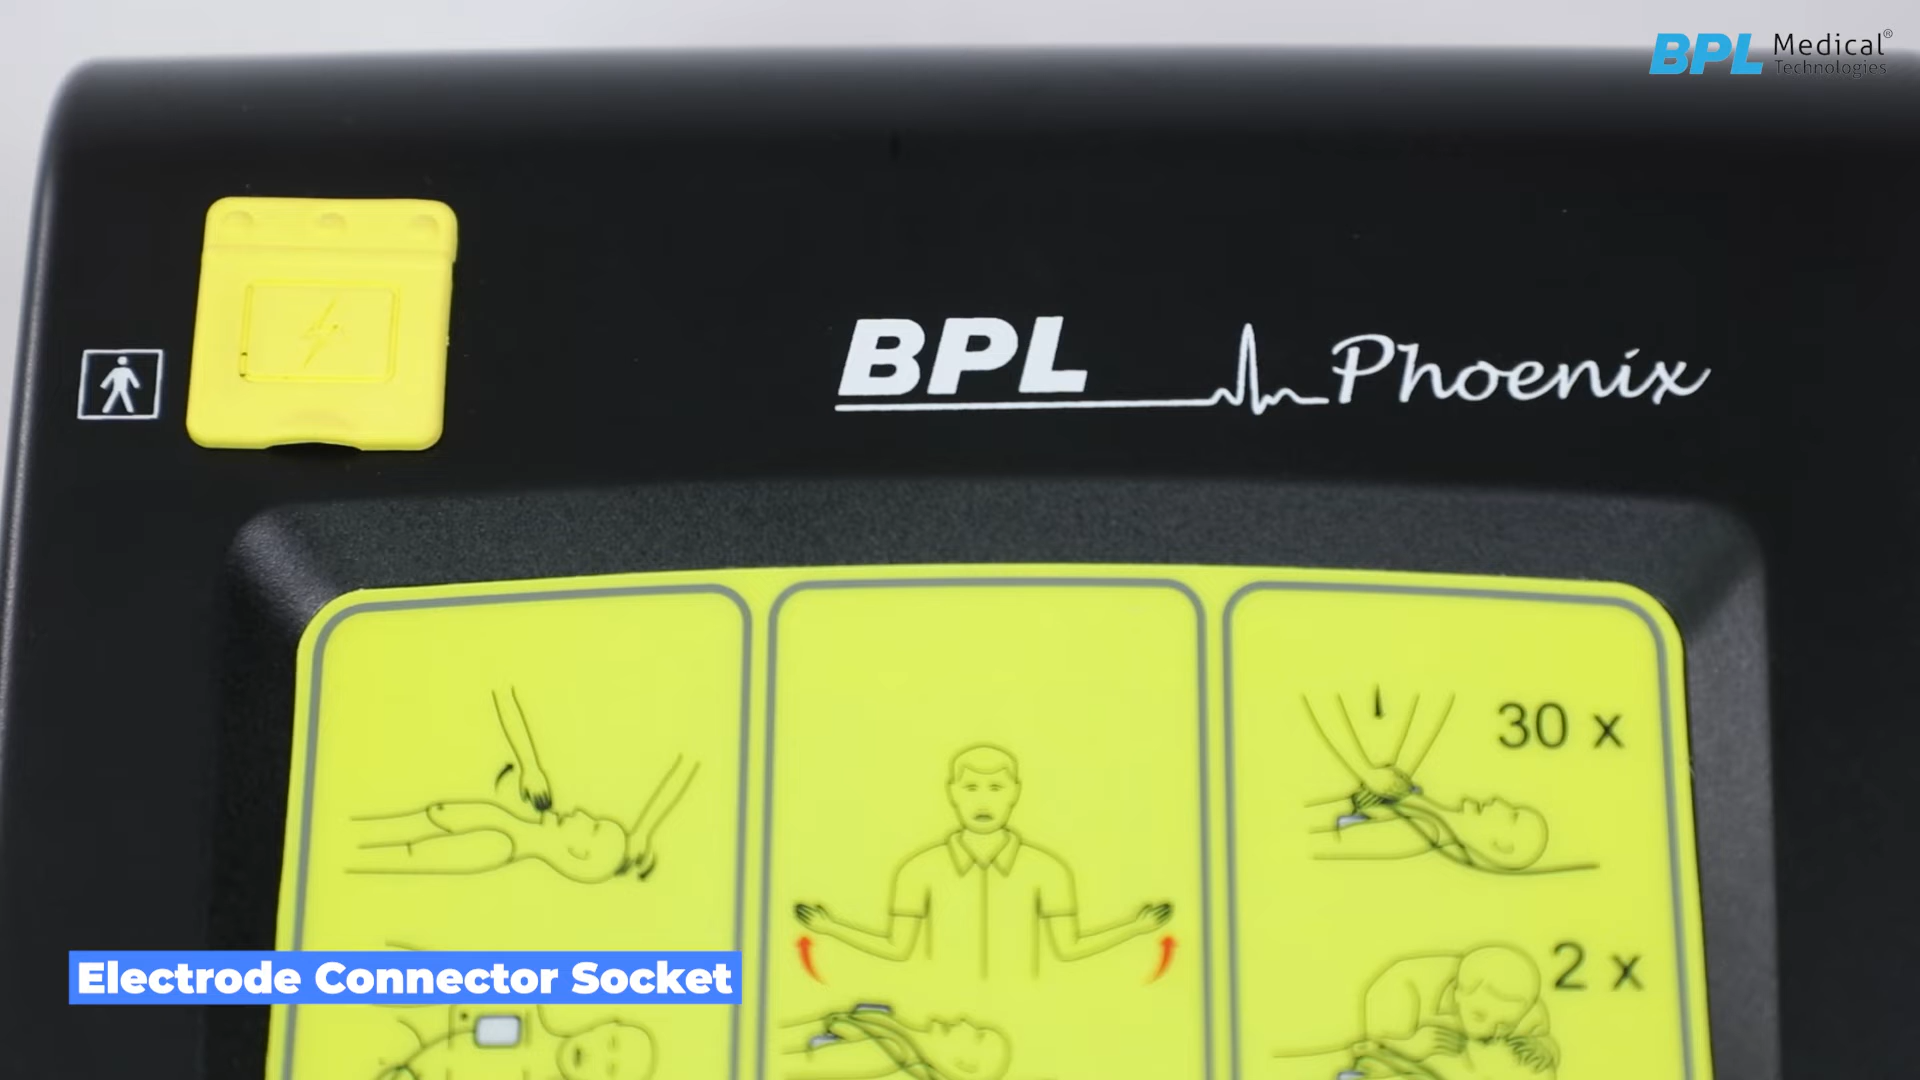 BPL Medical®
Technologies
BPL Phoenix
30 x
2 x
Electrode Connector Socket